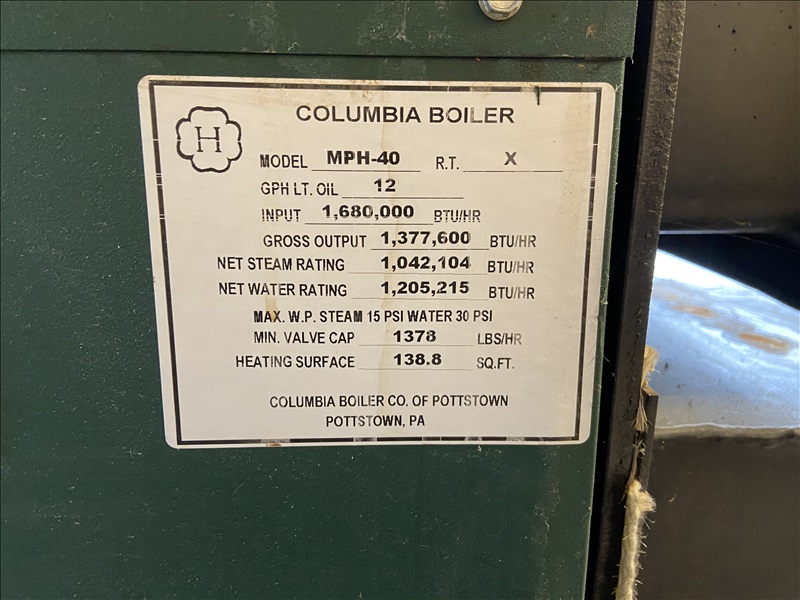 COLUMBIA BOILER
H
MODEL MPH-40 R.T. X
GPH LT. OIL 12
INPUT 1,680,000 BTU/HR
GROSS OUTPUT 1,377,600 BTU/HR
NET STEAM RATING 1,042,104 BTU/HR
NET WATER RATING 1,205,215 BTU/HR
MAX. W.P. STEAM 15 PSI WATER 30 PSI
MIN. VALVE CAP 1378 LBS/HR
HEATING SURFACE 138.8 SQ.FT.
COLUMBIA BOILER CO. OF POTTSTOWN
POTTSTOWN, PA